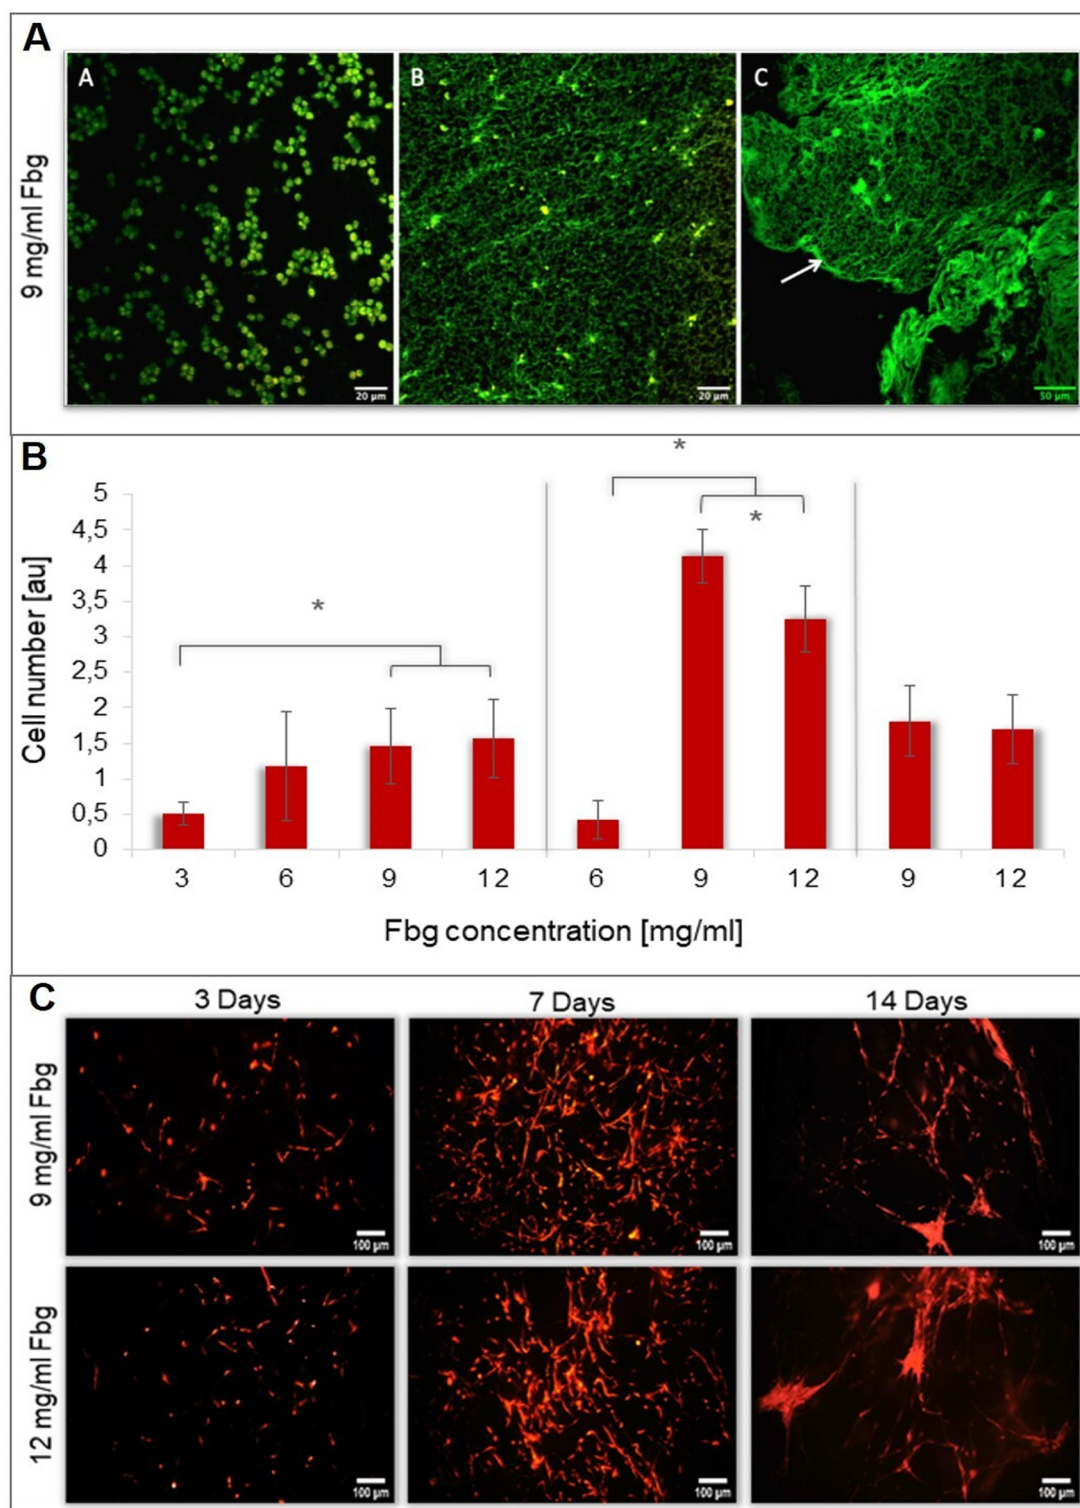 A
9 mg/ml Fbg
A
B
C
20 µm
20 µm
50 µm
B
Cell number [au]
5
4,5
4
3,5
3
2,5
2
1,5
1
0,5
0
*
*
*
3 6 9 12 6 9 12 9 12
Fbg concentration [mg/ml]
C
3 Days 7 Days 14 Days
9 mg/ml Fbg
100 µm 100 µm 100 µm
12 mg/ml Fbg
100 µm 100 µm 100 µm